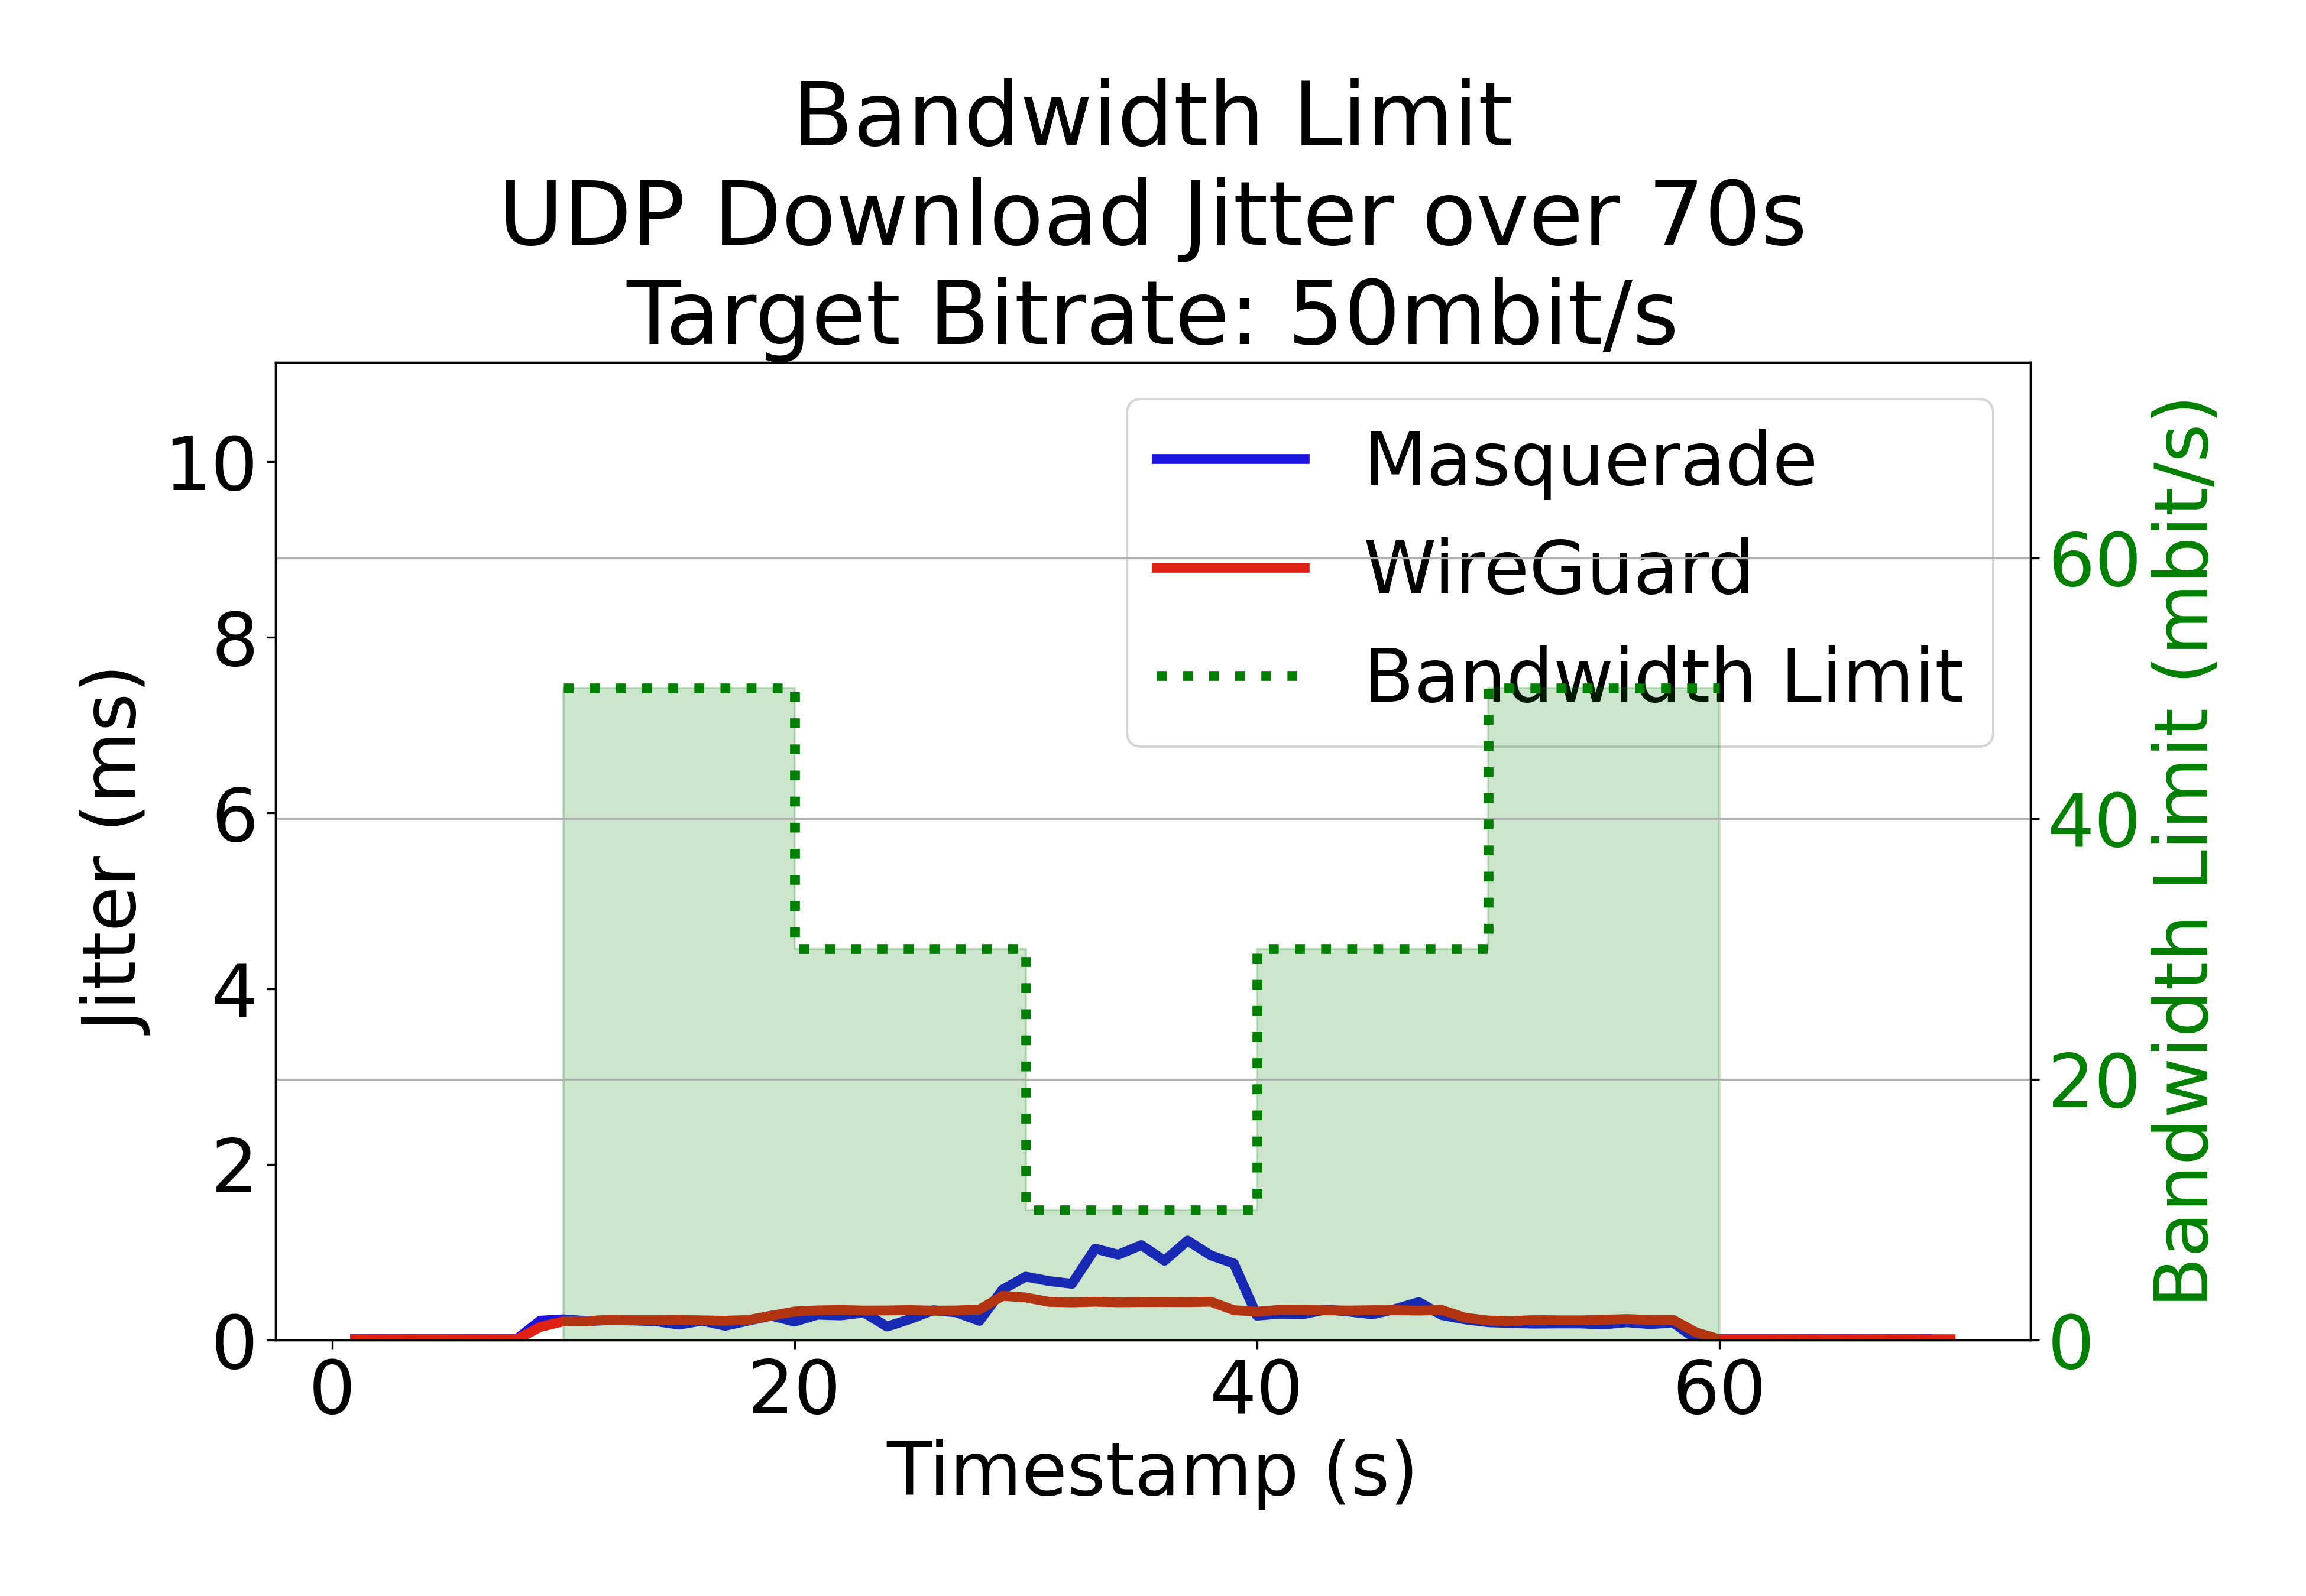 Bandwidth Limit
UDP Download Jitter over 70s
Target Bitrate: 50mbit/s
Masquerade
WireGuard
Bandwidth Limit
Jitter (ms)
10
8
6
4
2
0
Bandwidth Limit (mbit/s)
60
40
20
0
0 20 40 60
Timestamp (s)